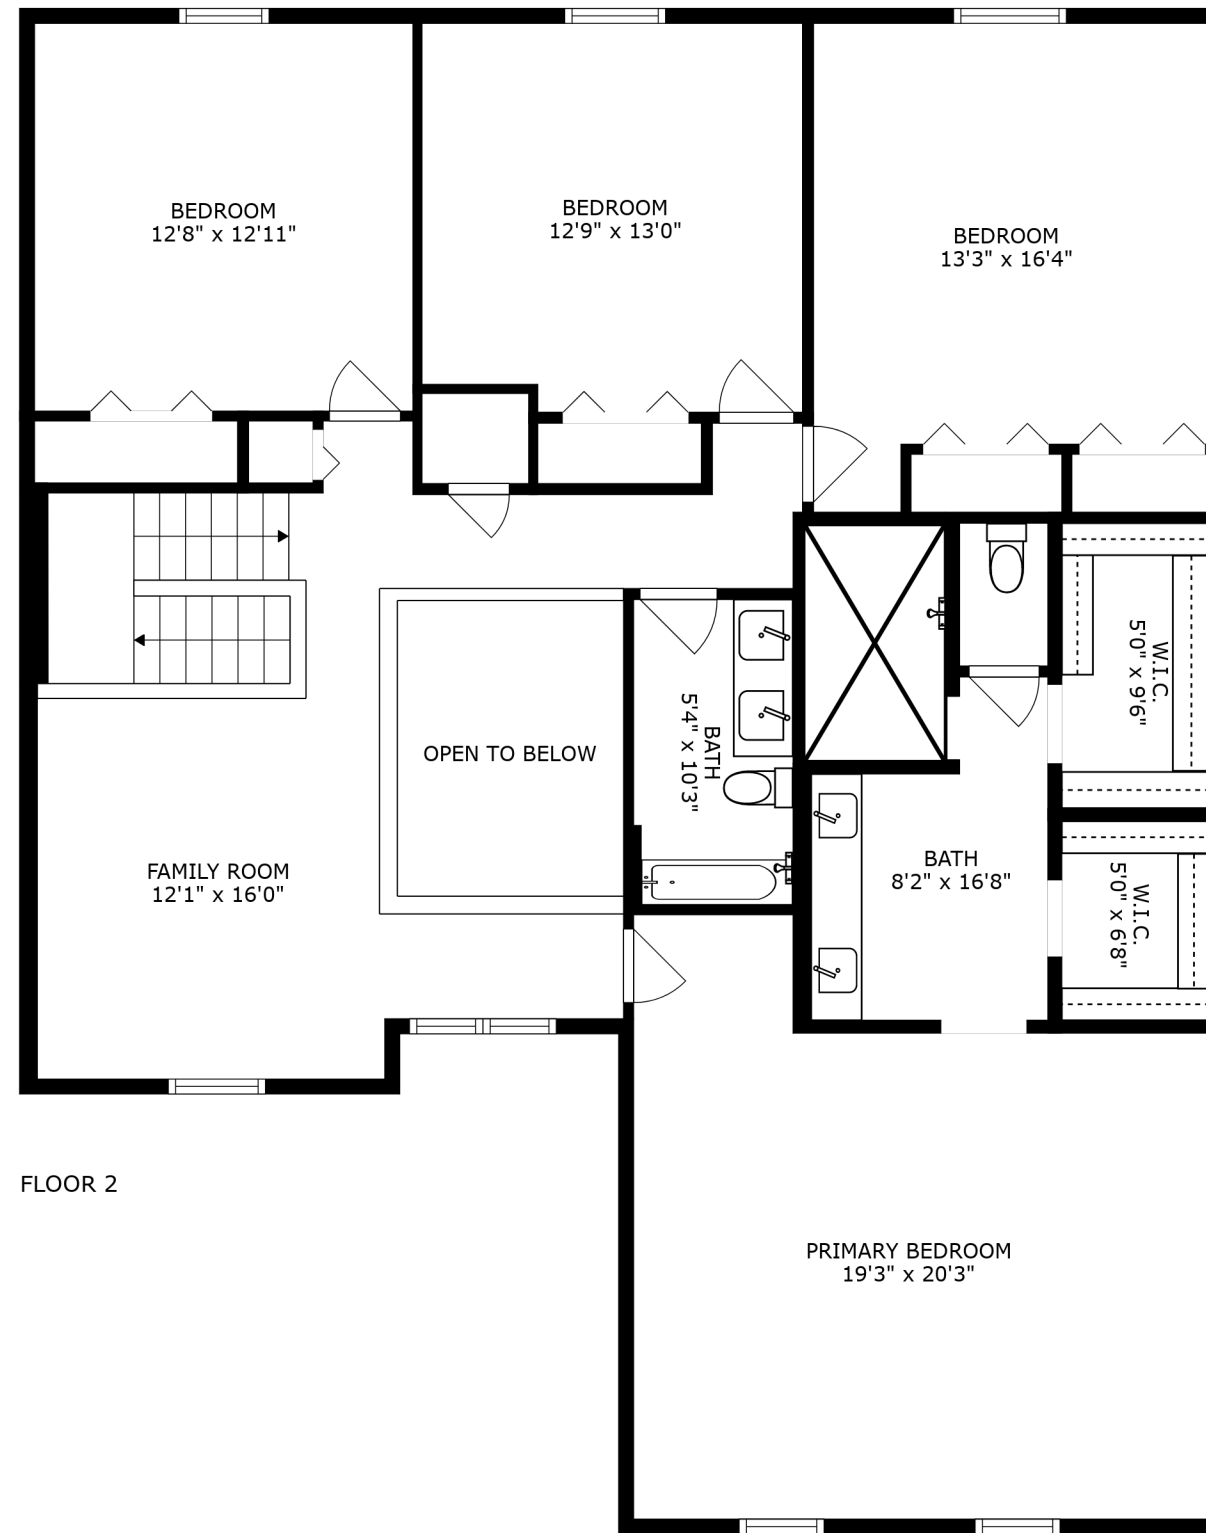 BEDROOM
12'8" x 12'11"
BEDROOM
12'9" x 13'0"
BEDROOM
13'3" x 16'4"
W.I.C.
5'0" x 9'6"
BATH
5'4" x 10'3"
OPEN TO BELOW
FAMILY ROOM
12'1" x 16'0"
BATH
8'2" x 16'8"
W.I.C.
5'0" x 6'8"
FLOOR 2
PRIMARY BEDROOM
19'3" x 20'3"